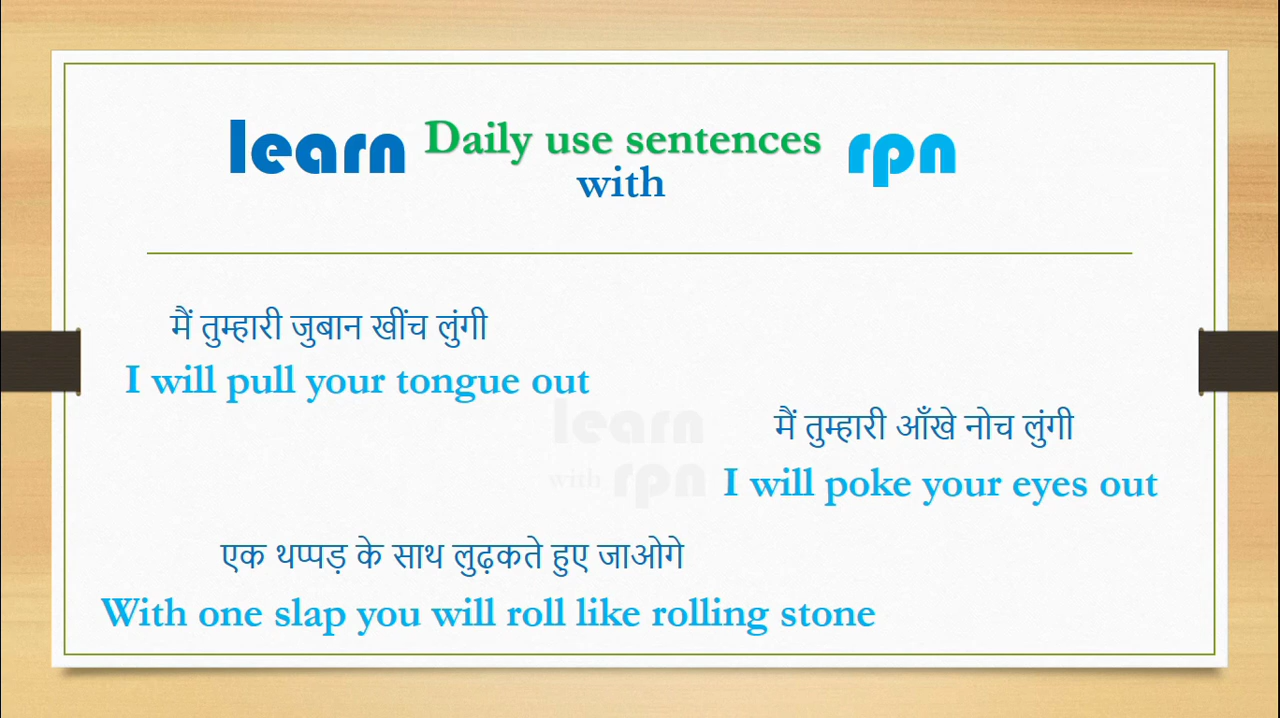 learn Daily use sentences rpn
with
मैं तुम्हारी जुबान खींच लुंगी
I will pull your tongue out
मैं तुम्हारी आँखे नोच लुंगी
I will poke your eyes out
learn
with rpn
एक थप्पड़ के साथ लुढ़कते हुए जाओगे
With one slap you will roll like rolling stone